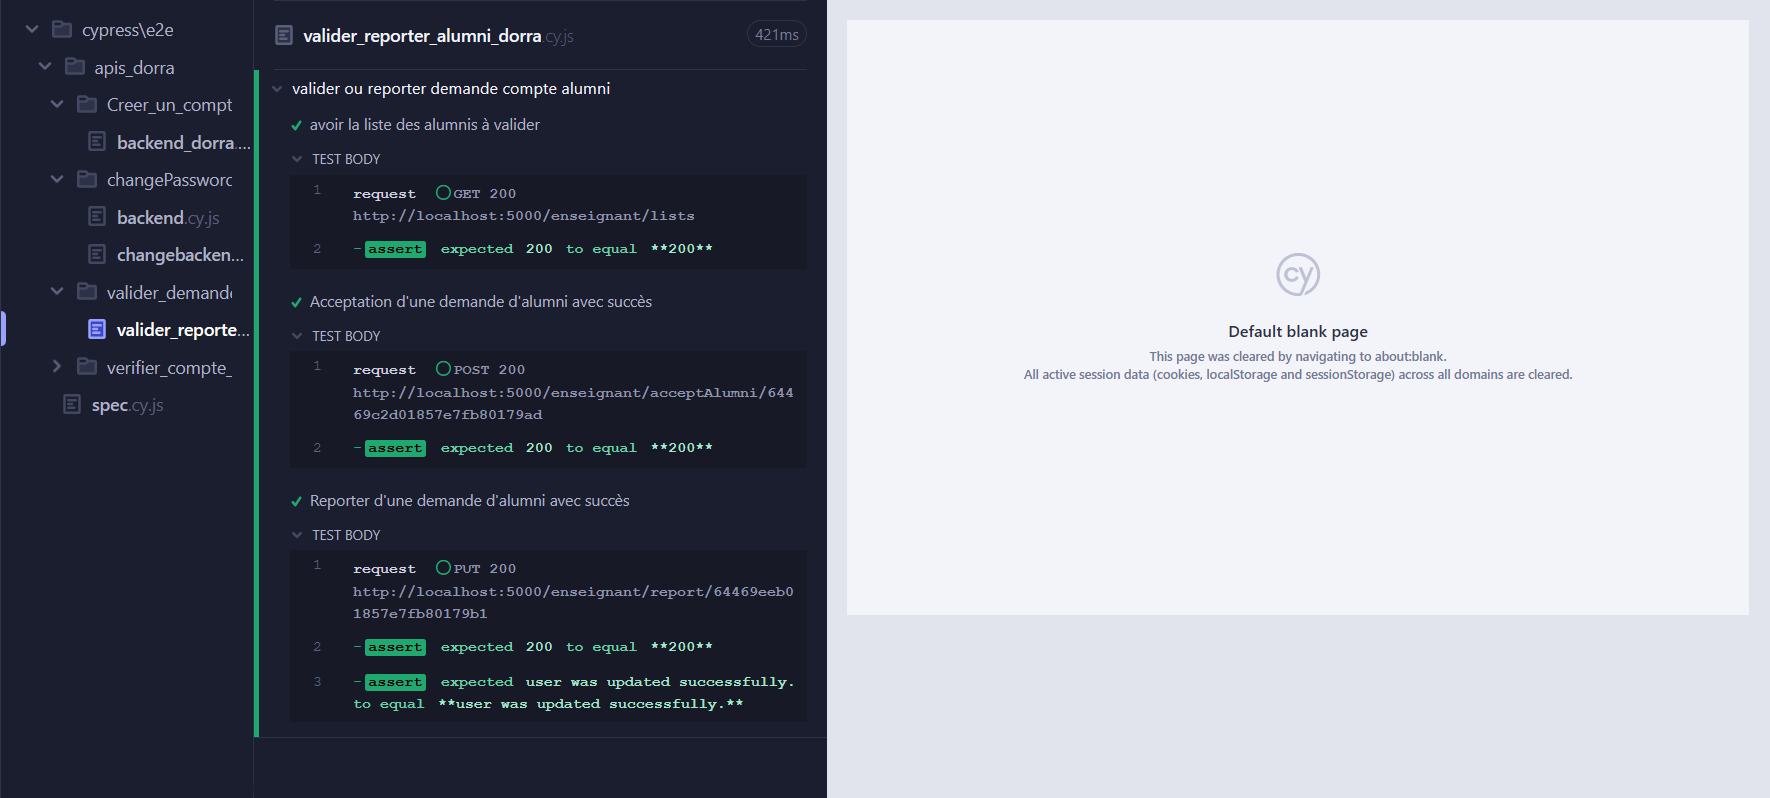 cypress\e2e
apis_dorra
Creer_un_compt
backend_dorra....
changePassword
backend.cy.js
changebacken...
valider_demande
valider_reporte...
verifier_compte_
spec.cy.js
valider_reporter_alumni_dorra.cy.js
421ms
valider ou reporter demande compte alumni
avoir la liste des alumnis à valider
TEST BODY
1 request GET 200
http://localhost:5000/enseignant/lists
2 -assert expected 200 to equal **200**
Acceptation d'une demande d'alumni avec succès
TEST BODY
1 request POST 200
http://localhost:5000/enseignant/acceptAlumni/644
69c2d01857e7fb80179ad
2 -assert expected 200 to equal **200**
Reporter d'une demande d'alumni avec succès
TEST BODY
1 request PUT 200
http://localhost:5000/enseignant/report/64469eeb0
1857e7fb80179b1
2 -assert expected 200 to equal **200**
3 -assert expected user was updated successfully.
to equal **user was updated successfully.**
cy
Default blank page
This page was cleared by navigating to about:blank.
All active session data (cookies, localStorage and sessionStorage) across all domains are cleared.